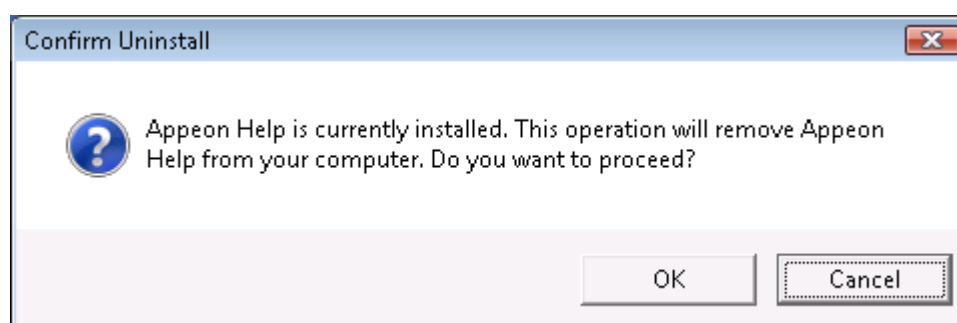 Confirm Uninstall
Appeon Help is currently installed. This operation will remove Appeon
Help from your computer. Do you want to proceed?
OK
Cancel